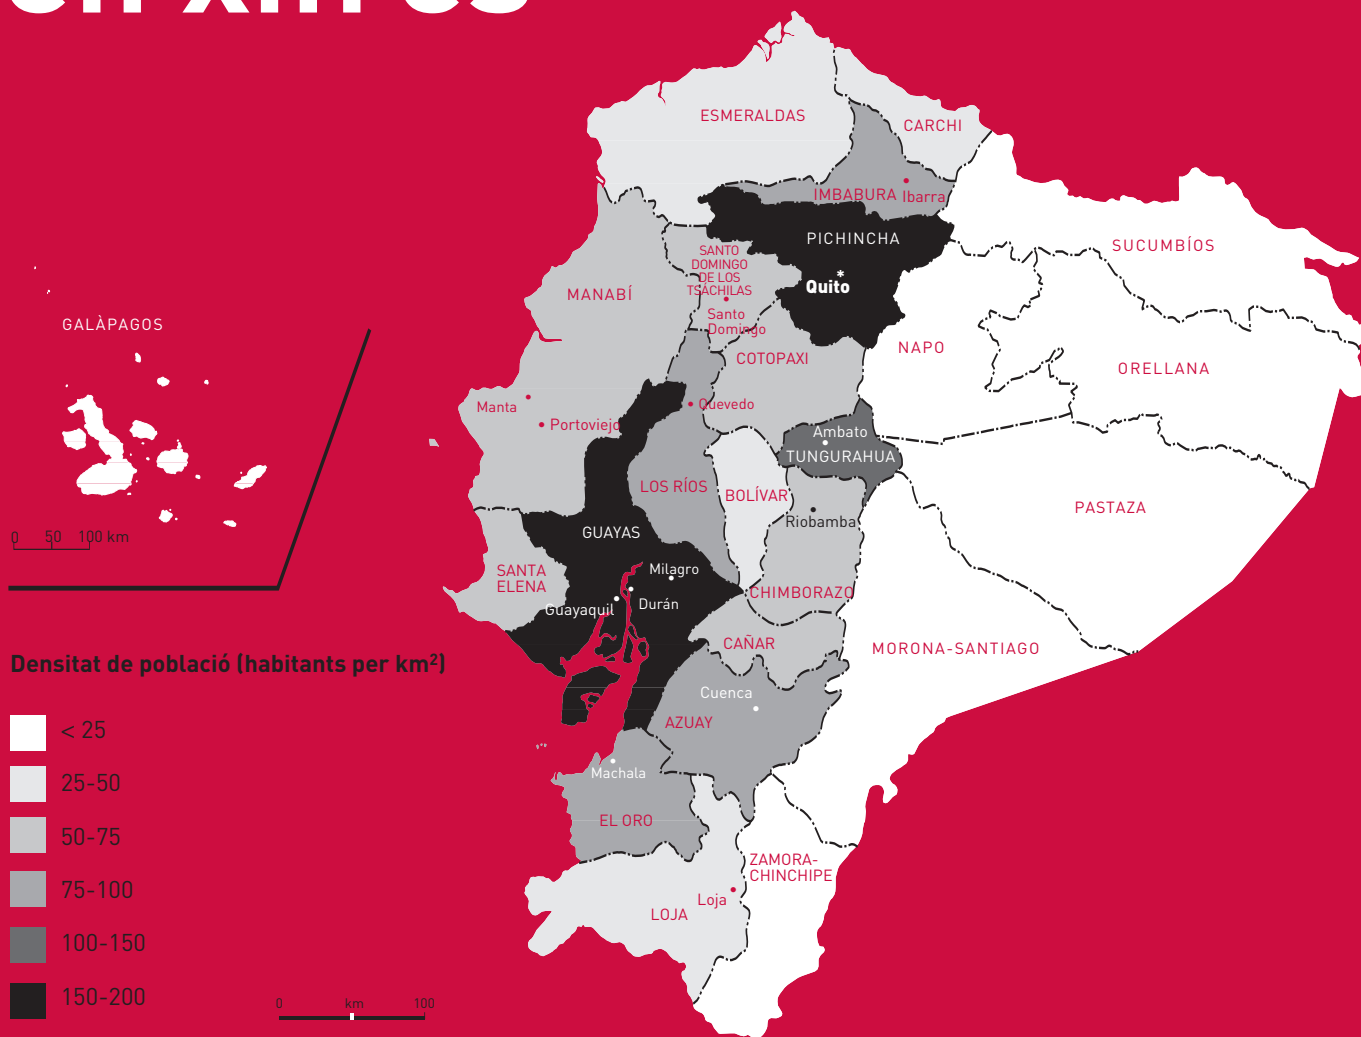 en xifres
ESMERALDAS
CARCHI
IMBABURA
Ibarra
PICHINCHA
Quito
*
SUCUMBÍOS
SANTO
DOMINGO
DE LOS
TSÁCHILAS
Santo
Domingo
MANABÍ
GALÀPAGOS
NAPO
COTOPAXI
ORELLANA
Manta
Portoviejo
Quevedo
Ambato
TUNGURAHUA
LOS RÍOS
BOLÍVAR
PASTAZA
Riobamba
GUAYAS
0 50 100 km
SANTA
ELENA
Milagro
Durán
Guayaquil
CHIMBORAZO
CAÑAR
MORONA-SANTIAGO
Cuenca
AZUAY
Machala
EL ORO
ZAMORA-
CHINCHIPE
Loja
LOJA
Densitat de població (habitants per km²)
< 25
25-50
50-75
75-100
100-150
150-200
0 km 100